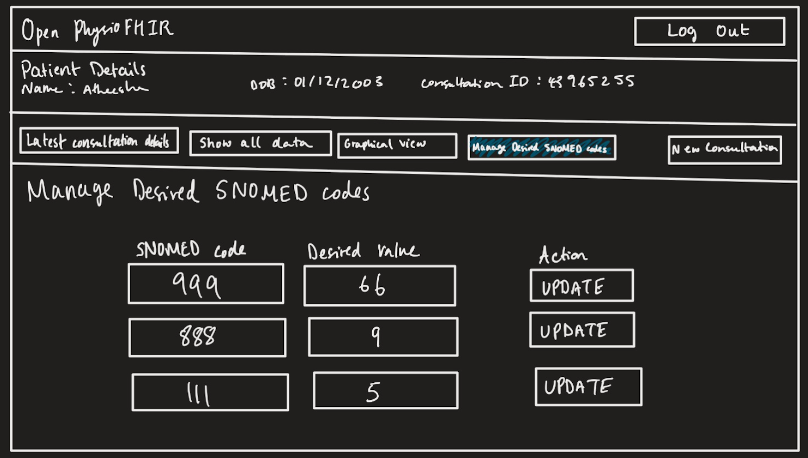 Open PhysioFHIR
Log Out
Patient Details
Name : Atheeshu
DOB : 01/12/2003
Consultation ID : 43965255
Latest consultation details
Show all data
Graphical view
Manage Desired SNOMED codes
New Consultation
Manage Desired SNOMED codes
SNOMED code
Desired value
Action
999
66
UPDATE
888
9
UPDATE
111
5
UPDATE